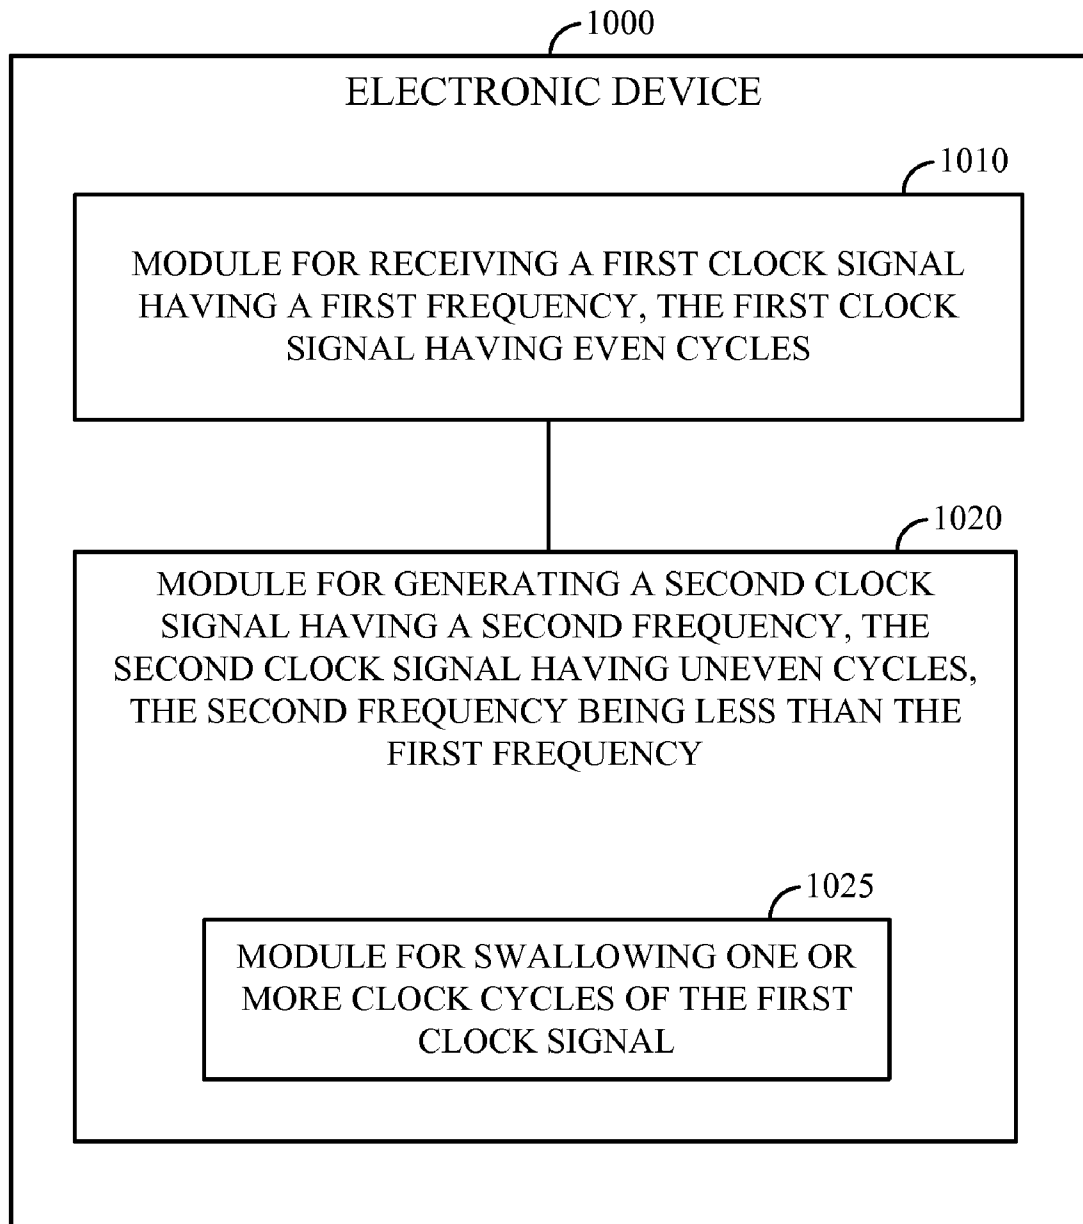 1000
ELECTRONIC DEVICE
1010
MODULE FOR RECEIVING A FIRST CLOCK SIGNAL
HAVING A FIRST FREQUENCY, THE FIRST CLOCK
SIGNAL HAVING EVEN CYCLES
1020
MODULE FOR GENERATING A SECOND CLOCK
SIGNAL HAVING A SECOND FREQUENCY, THE
SECOND CLOCK SIGNAL HAVING UNEVEN CYCLES,
THE SECOND FREQUENCY BEING LESS THAN THE
FIRST FREQUENCY
1025
MODULE FOR SWALLOWING ONE OR
MORE CLOCK CYCLES OF THE FIRST
CLOCK SIGNAL